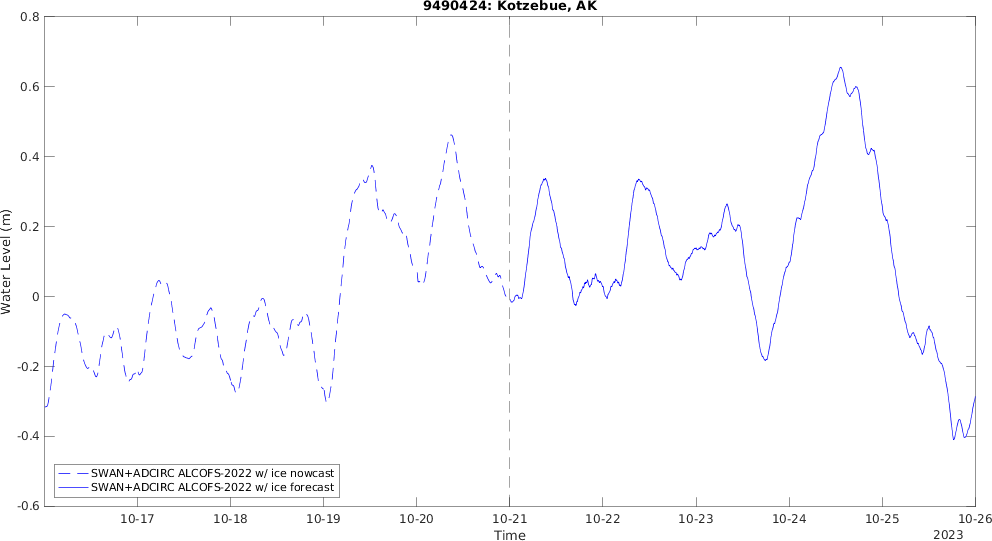 9490424: Kotzebue, AK
0.8
0.6
0.4
0.2
0
-0.2
-0.4
-0.6
Water Level (m)
SWAN+ADCIRC ALCOFS-2022 w/ ice nowcast
SWAN+ADCIRC ALCOFS-2022 w/ ice forecast
10-17 10-18 10-19 10-20 10-21 10-22 10-23 10-24 10-25 10-26
Time
2023